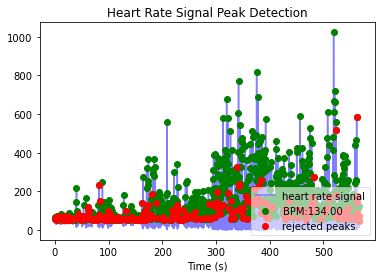 Heart Rate Signal Peak Detection
1000
800
600
400
200
0
heart rate signal
BPM:134.00
rejected peaks
0 100 200 300 400 500
Time (s)